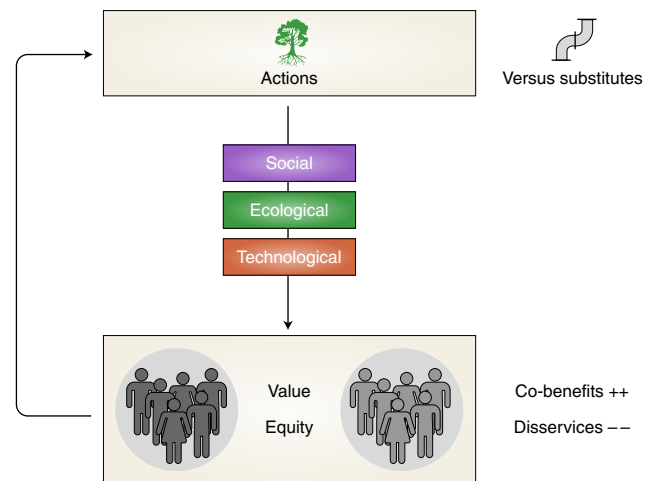 Actions
Versus substitutes
Social
Ecological
Technological
Value
Equity
Co-benefits ++
Disservices – –